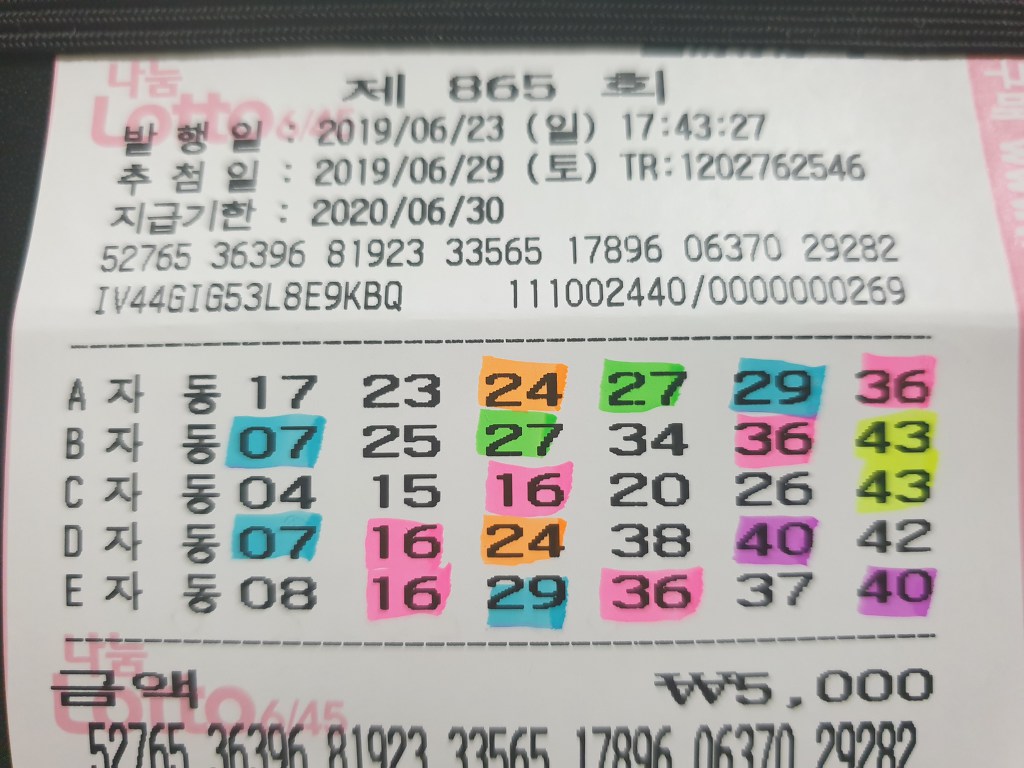 나눔
Lotto 6/45
제 865 회
발 행 일 : 2019/06/23 (일) 17:43:27
추 첨 일 : 2019/06/29 (토) TR:1202762546
지급기한 : 2020/06/30
52765 36396 81923 33565 17896 06370 29282
IV44GIG53L8E9KBQ 111002440/0000000269
A 자 동 17 23 24 27 29 36
B 자 동 07 25 27 34 36 43
C 자 동 04 15 16 20 26 43
D 자 동 07 16 24 38 40 42
E 자 동 08 16 29 36 37 40
나눔
Lotto 6/45
금액 ₩5,000
52765 36396 81923 33565 17896 06370 29282